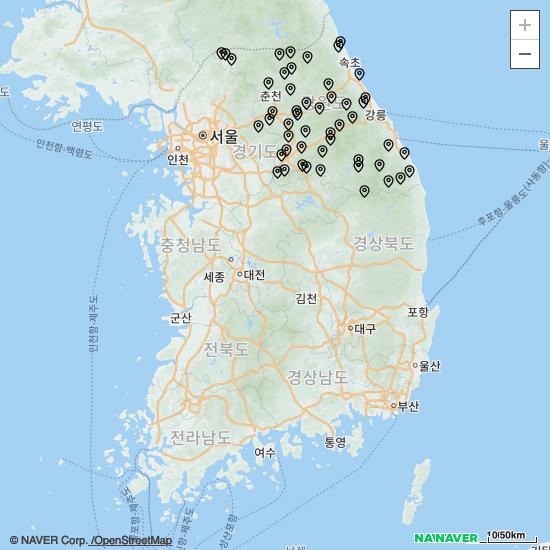 +
−
속초
춘천
강릉
연평도
서울
인천항-백령도
인천
경기도
후포항-울릉도(사동항)
충청남도
경상북도
세종
대전
인천항-제주도
김천
군산
포항
대구
전북도
울산
경상남도
부산
전라남도
통영
여수
© NAVER Corp. /OpenStreetMap
NAVER
10/50km